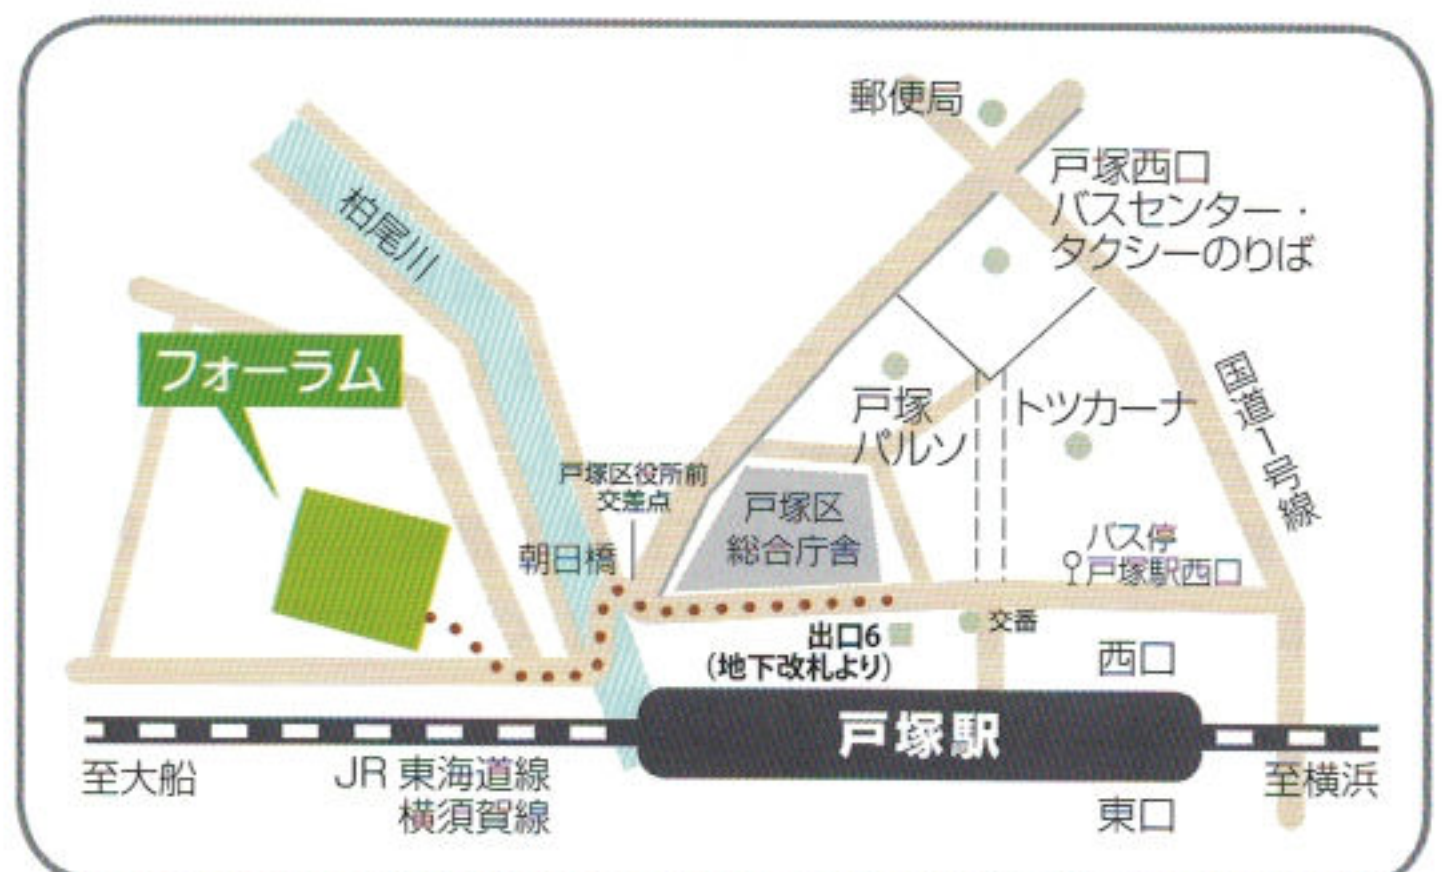 郵便局
戸塚西口
バスセンター・
タクシーのりば
柏尾川
フォーラム
戸塚
パルソ
トツカーナ
国道1号線
戸塚区役所前
交差点
戸塚区
総合庁舎
朝日橋
バス停
戸塚駅西口
出口6
(地下改札より)
交番
西口
戸塚駅
至大船
JR 東海道線
横須賀線
至横浜
東口